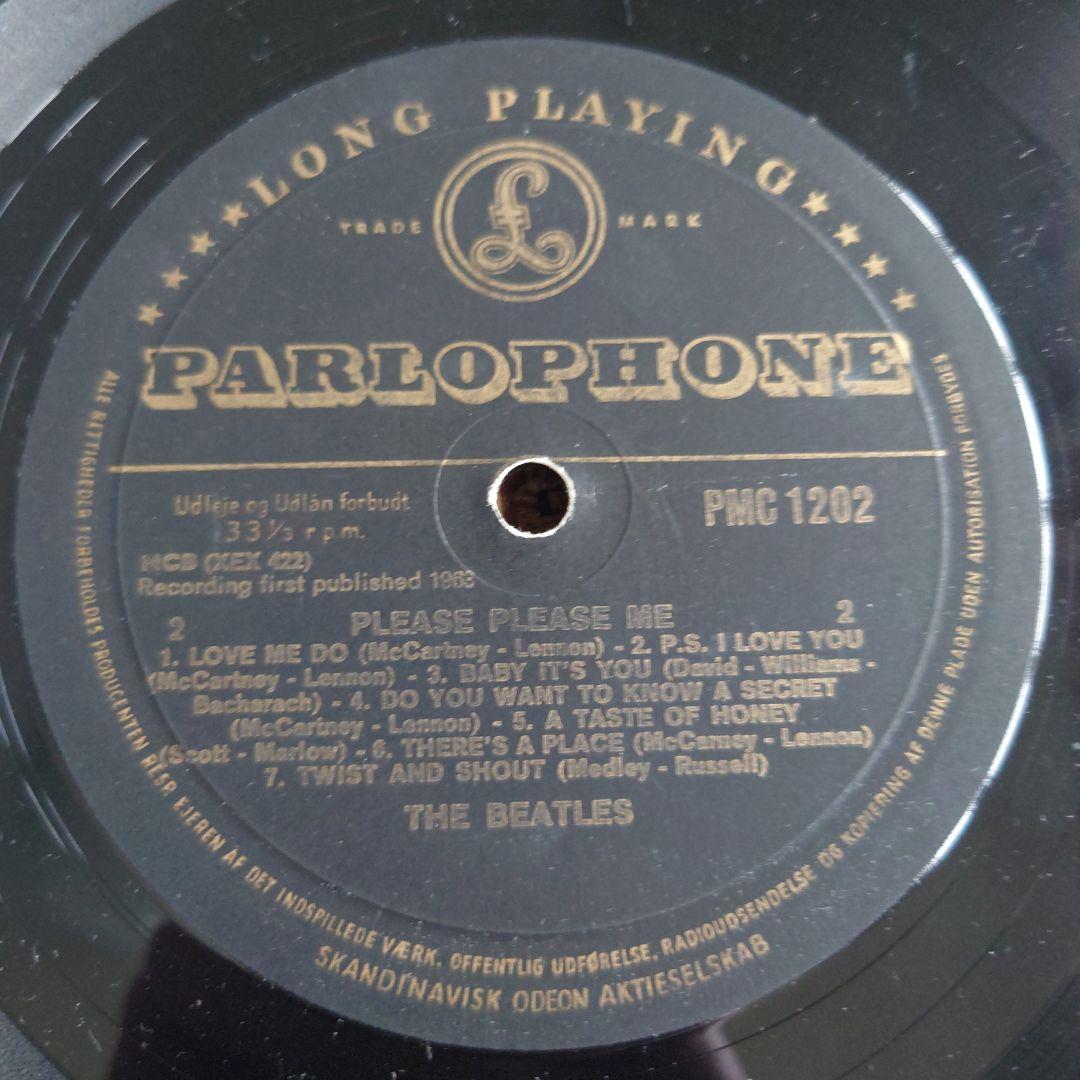 ★ ★ ★ ★ LONG PLAYING ★ ★ ★ ★
TRADE £ MARK
PARLOPHONE
Udleje og Udlån forbudt
33⅓ r p.m.
PMC 1202
NCB (XEX 422)
Recording first published 1963
2 PLEASE PLEASE ME 2
1. LOVE ME DO (McCartney - Lennon) - 2. P.S. I LOVE YOU
(McCartney - Lennon) - 3. BABY IT'S YOU (David - Williams -
Bacharach) - 4. DO YOU WANT TO KNOW A SECRET
(McCartney - Lennon) - 5. A TASTE OF HONEY
(Scott - Marlow) - 6. THERE'S A PLACE (McCarney - Lennon)
7. TWIST AND SHOUT (Medley - Russell)
THE BEATLES
ALLE RETTIGHEDER FORBEHOLDES PRODUCENTEN RESP. EJEREN AF DET INDSPILLEDE VÆRK. OFFENTLIG UDFØRELSE, RADIOUDSENDELSE OG KOPIERING AF DENNE PLADE UDEN AUTORISATION FORBYDES
SKANDINAVISK ODEON AKTIESELSKAB